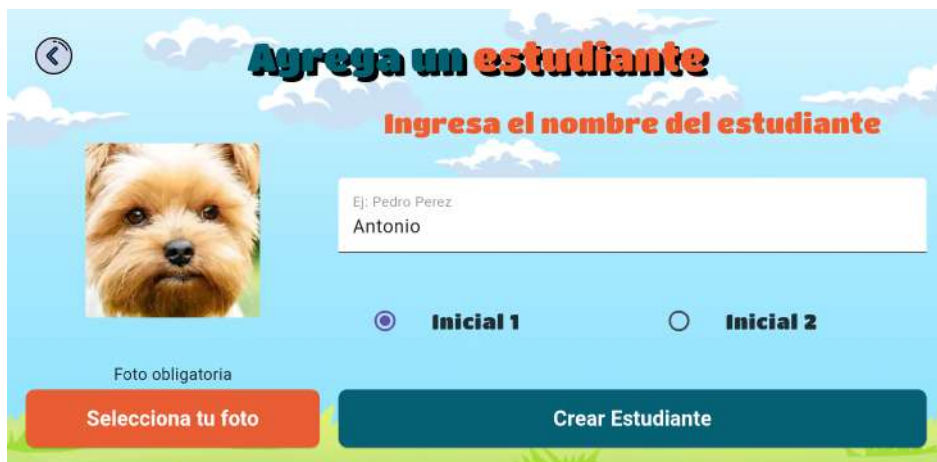 Agrega un estudiante
Ingresa el nombre del estudiante
Ej: Pedro Perez
Antonio
Inicial 1
Inicial 2
Foto obligatoria
Selecciona tu foto
Crear Estudiante